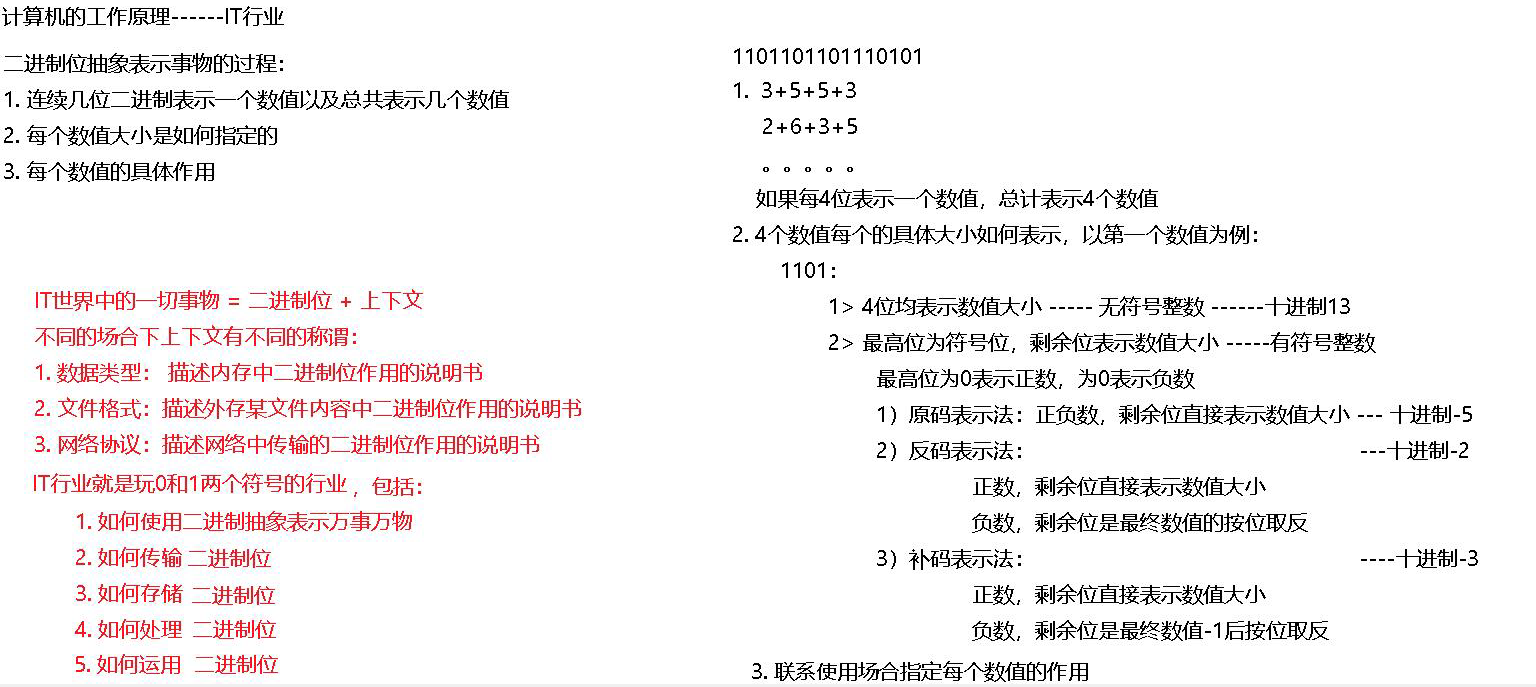 计算机的工作原理------IT行业
二进制位抽象表示事物的过程：
1. 连续几位二进制表示一个数值以及总共表示几个数值
2. 每个数值大小是如何指定的
3. 每个数值的具体作用
IT世界中的一切事物 = 二进制位 + 上下文
不同的场合下上下文有不同的称谓：
1. 数据类型： 描述内存中二进制位作用的说明书
2. 文件格式：描述外存某文件内容中二进制位作用的说明书
3. 网络协议：描述网络中传输的二进制位作用的说明书
IT行业就是玩0和1两个符号的行业 ，包括：
1. 如何使用二进制抽象表示万事万物
2. 如何传输 二进制位
3. 如何存储 二进制位
4. 如何处理 二进制位
5. 如何运用 二进制位
1101101101110101
1. 3+5+5+3
2+6+3+5
。。。。。
如果每4位表示一个数值，总计表示4个数值
2. 4个数值每个的具体大小如何表示，以第一个数值为例：
1101：
1> 4位均表示数值大小 ----- 无符号整数 ------十进制13
2> 最高位为符号位，剩余位表示数值大小 -----有符号整数
最高位为0表示正数，为0表示负数
1）原码表示法：正负数，剩余位直接表示数值大小 --- 十进制-5
2）反码表示法： ---十进制-2
正数，剩余位直接表示数值大小
负数，剩余位是最终数值的按位取反
3）补码表示法： ----十进制-3
正数，剩余位直接表示数值大小
负数，剩余位是最终数值-1后按位取反
3. 联系使用场合指定每个数值的作用